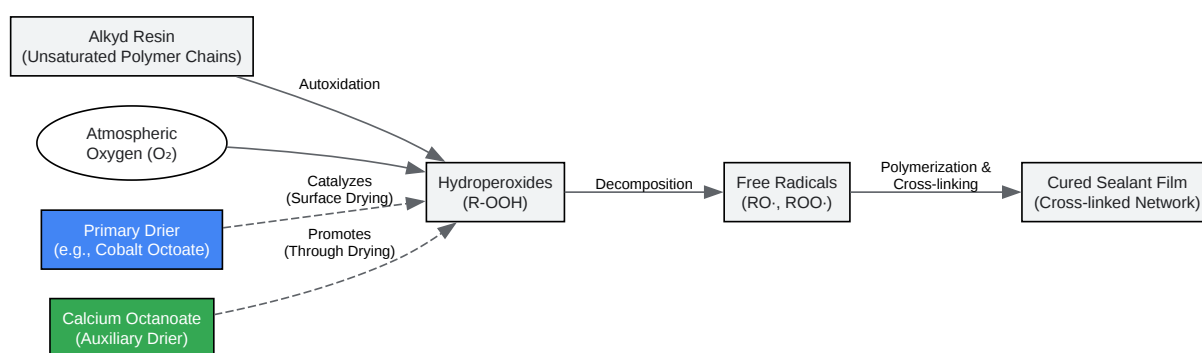 Alkyd Resin
(Unsaturated Polymer Chains)
Autoxidation
Atmospheric
Oxygen (O₂)
Catalyzes
(Surface Drying)
Primary Drier
(e.g., Cobalt Octoate)
Promotes
(Through Drying)
Calcium Octanoate
(Auxiliary Drier)
Hydroperoxides
(R-OOH)
Decomposition
Free Radicals
(RO·, ROO·)
Polymerization &
Cross-linking
Cured Sealant Film
(Cross-linked Network)